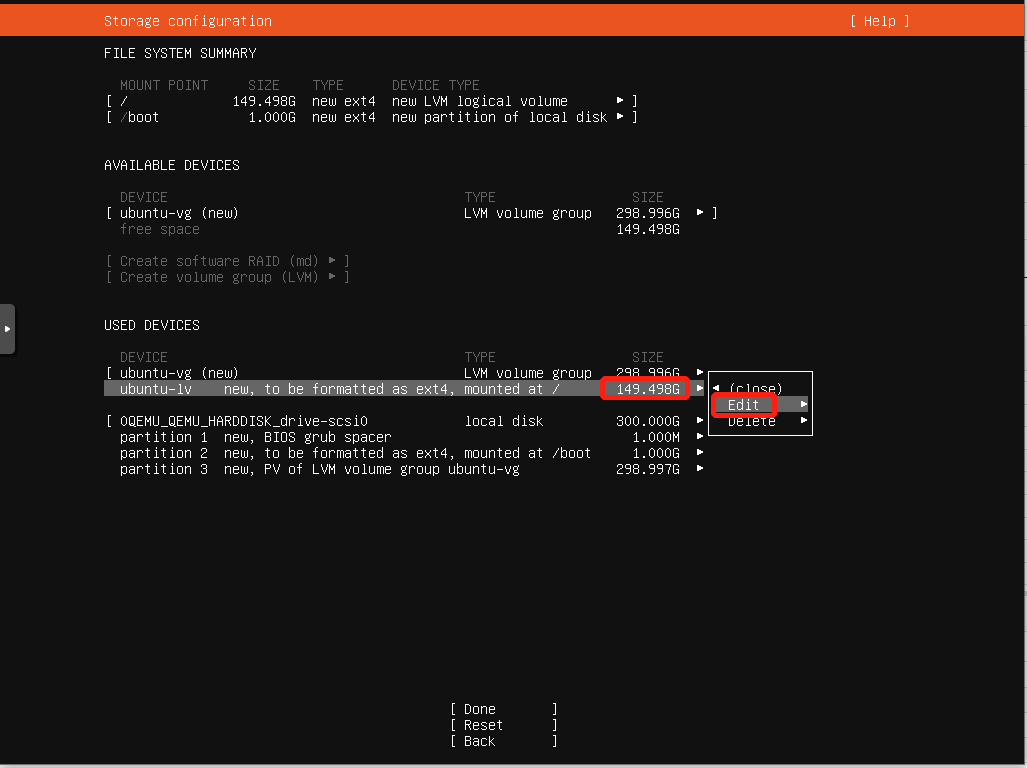 Storage configuration [ Help ]
FILE SYSTEM SUMMARY
MOUNT POINT SIZE TYPE DEVICE TYPE
[ / 149.498G new ext4 new LVM logical volume ▸ ]
[ /boot 1.000G new ext4 new partition of local disk ▸ ]
AVAILABLE DEVICES
DEVICE TYPE SIZE
[ ubuntu-vg (new) LVM volume group 298.996G ▸ ]
free space 149.498G
[ Create software RAID (md) ▸ ]
[ Create volume group (LVM) ▸ ]
USED DEVICES
DEVICE TYPE SIZE
[ ubuntu-vg (new) LVM volume group 298.996G ▸
ubuntu-lv new, to be formatted as ext4, mounted at / 149.498G ▸ ◂ (close)
Edit ▸
[ 0QEMU_QEMU_HARDDISK_drive-scsi0 local disk 300.000G ▸ Delete ▸
partition 1 new, BIOS grub spacer 1.000M ▸
partition 2 new, to be formatted as ext4, mounted at /boot 1.000G ▸
partition 3 new, PV of LVM volume group ubuntu-vg 298.997G ▸
[ Done ]
[ Reset ]
[ Back ]